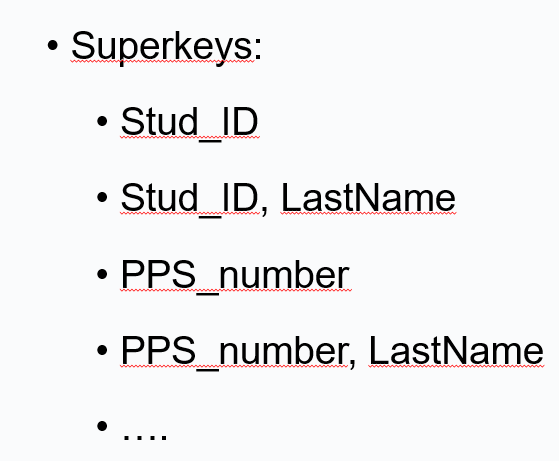 • Superkeys:
• Stud_ID
• Stud_ID, LastName
• PPS_number
• PPS_number, LastName
• ....